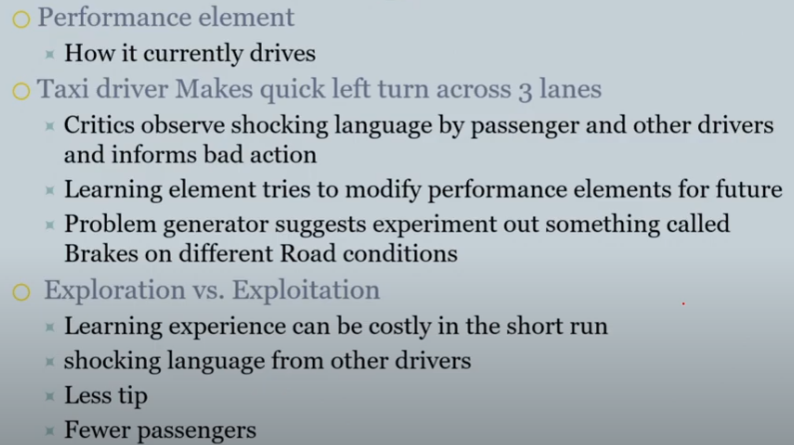 Performance element
How it currently drives
Taxi driver Makes quick left turn across 3 lanes
Critics observe shocking language by passenger and other drivers
and informs bad action
Learning element tries to modify performance elements for future
Problem generator suggests experiment out something called
Brakes on different Road conditions
Exploration vs. Exploitation
Learning experience can be costly in the short run
shocking language from other drivers
Less tip
Fewer passengers